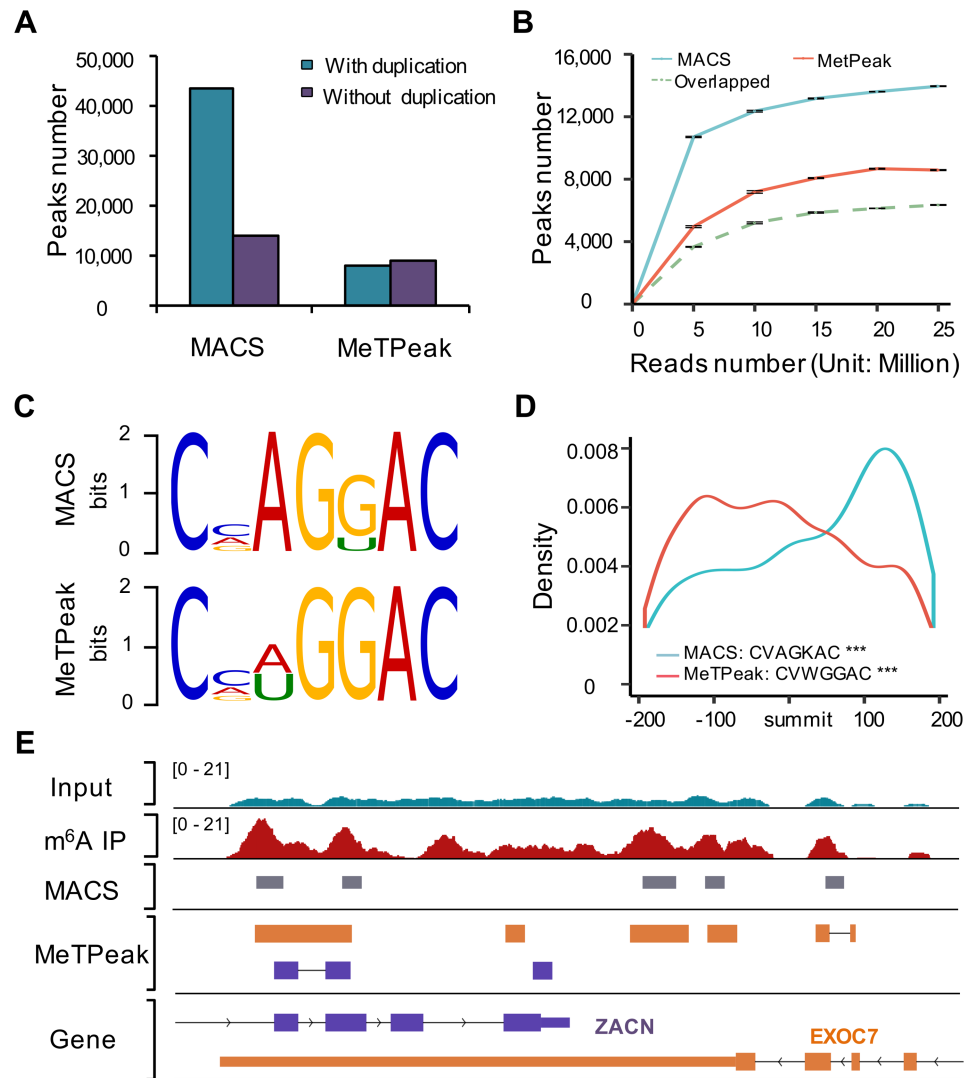 A
50,000
40,000
30,000
20,000
10,000
0
Peaks number
With duplication
Without duplication
MACS
MeTPeak
B
16,000
12,000
8,000
4,000
0
Peaks number
MACS
MetPeak
Overlapped
0 5 10 15 20 25
Reads number (Unit: Million)
C
MACS
bits
2
1
0
C C A G G A C
A U
G
MeTPeak
bits
2
1
0
C C A G G A C
A U
G
D
Density
0.008
0.006
0.004
0.002
0
MACS: CVAGKAC ***
MeTPeak: CVWGGAC ***
-200 -100 summit 100 200
E
Input
[0 - 21]
m⁶A IP
[0 - 21]
MACS
MeTPeak
Gene
ZACN
EXOC7